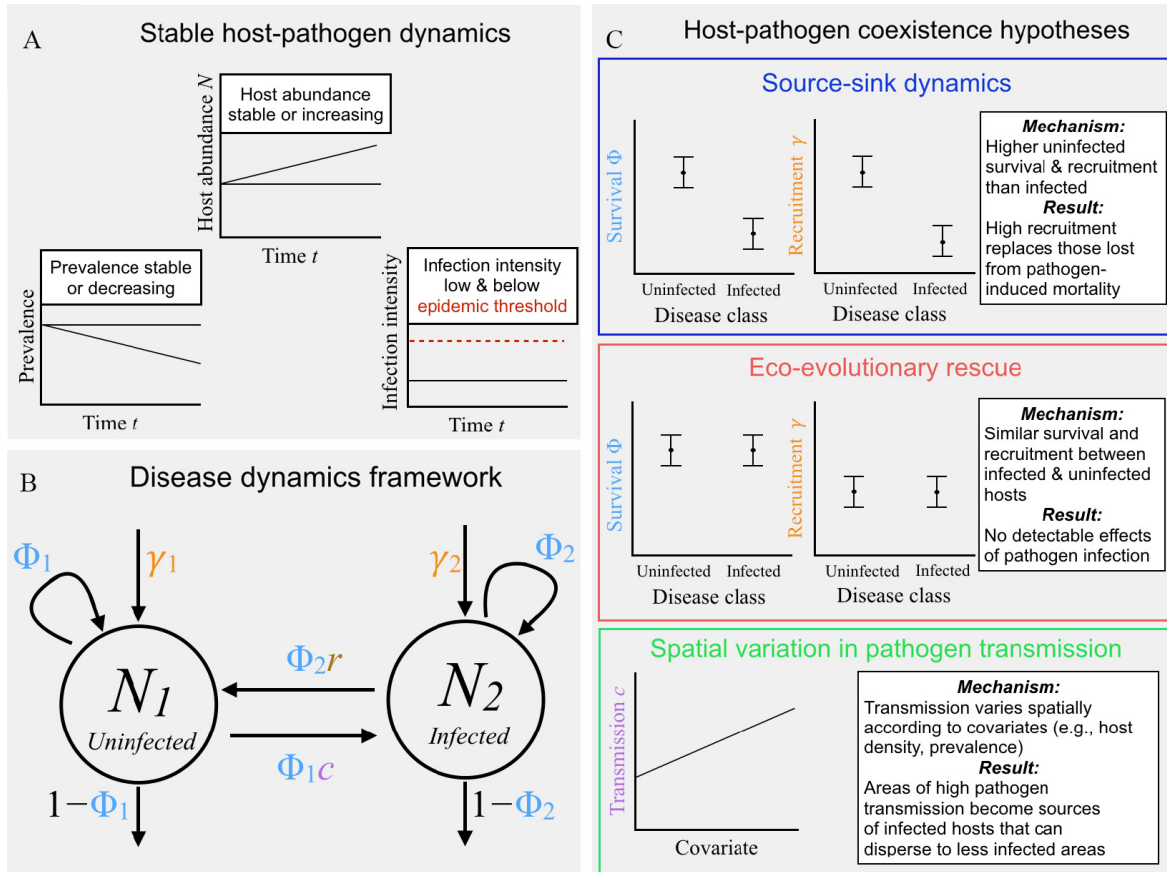 A
Stable host-pathogen dynamics
Host abundance
stable or increasing
Host abundance N
Time t
Prevalence stable
or decreasing
Prevalence
Time t
Infection intensity
low & below
epidemic threshold
Infection intensity
Time t
B
Disease dynamics framework
Φ1
γ1
γ2
Φ2
N1
Uninfected
Φ2r
N2
Infected
Φ1c
1−Φ1
1−Φ2
C
Host-pathogen coexistence hypotheses
Source-sink dynamics
Survival Φ
Uninfected Infected
Disease class
Recruitment γ
Uninfected Infected
Disease class
Mechanism:
Higher uninfected
survival & recruitment
than infected
Result:
High recruitment
replaces those lost
from pathogen-
induced mortality
Eco-evolutionary rescue
Survival Φ
Uninfected Infected
Disease class
Recruitment γ
Uninfected Infected
Disease class
Mechanism:
Similar survival and
recruitment between
infected & uninfected
hosts
Result:
No detectable effects
of pathogen infection
Spatial variation in pathogen transmission
Transmission c
Covariate
Mechanism:
Transmission varies spatially
according to covariates (e.g., host
density, prevalence)
Result:
Areas of high pathogen
transmission become sources
of infected hosts that can
disperse to less infected areas